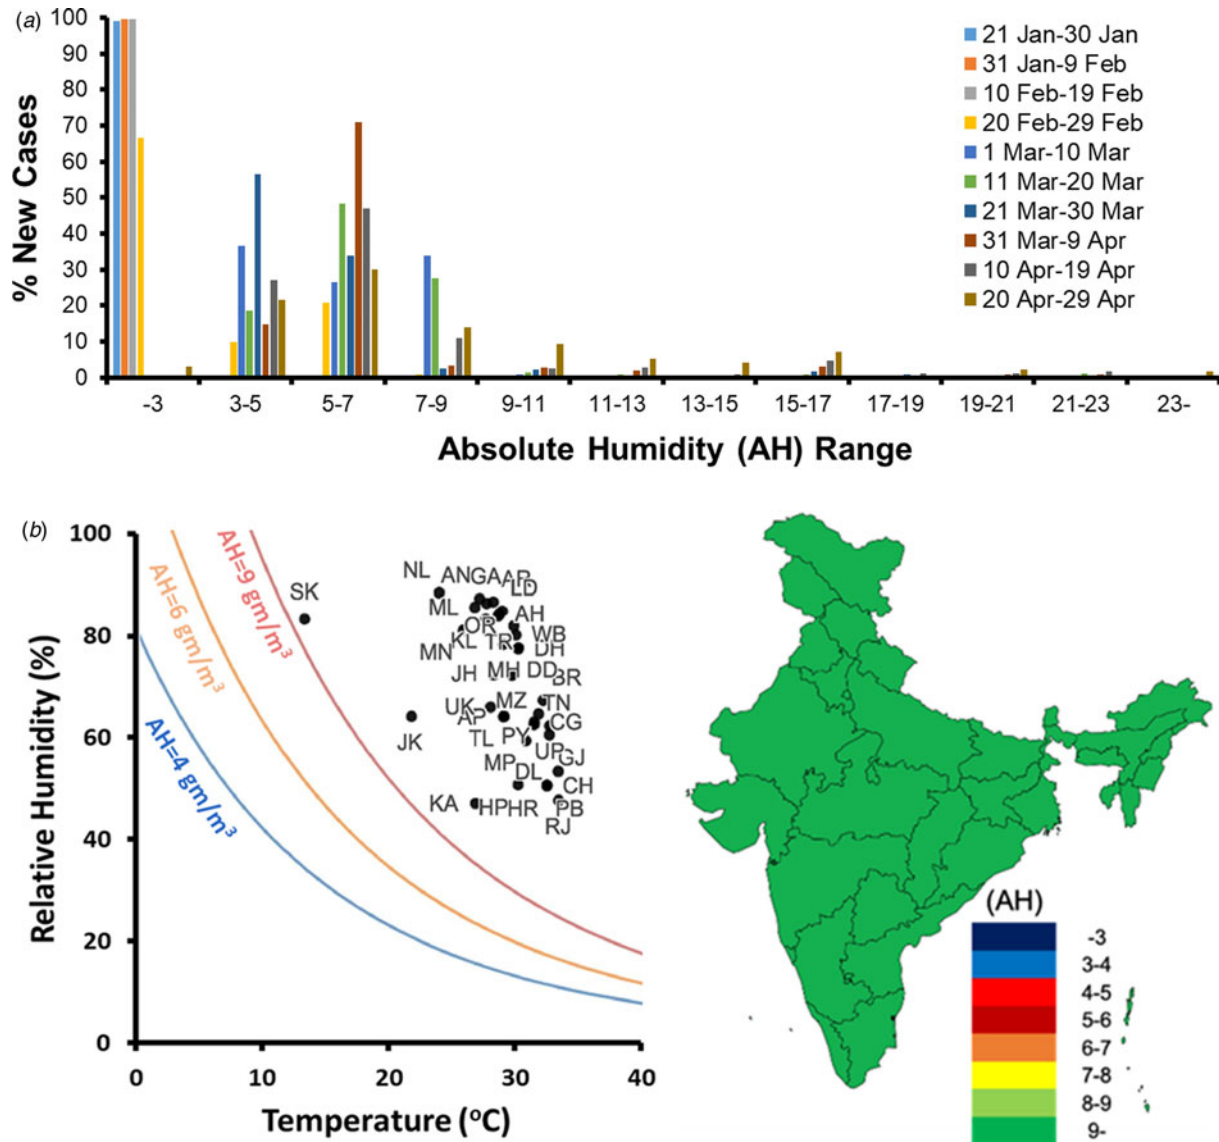 (a)
% New Cases
100
90
80
70
60
50
40
30
20
10
0
-3
3-5
5-7
7-9
9-11
11-13
13-15
15-17
17-19
19-21
21-23
23-
Absolute Humidity (AH) Range
21 Jan-30 Jan
31 Jan-9 Feb
10 Feb-19 Feb
20 Feb-29 Feb
1 Mar-10 Mar
11 Mar-20 Mar
21 Mar-30 Mar
31 Mar-9 Apr
10 Apr-19 Apr
20 Apr-29 Apr
(b)
Relative Humidity (%)
100
80
60
40
20
0
0
10
20
30
40
Temperature (°C)
AH=9 gm/m³
AH=6 gm/m³
AH=4 gm/m³
SK
NL
AN
GA
LD
ML
OR
AH
KL
TR
WB
MN
DH
JH
MH
DD
BR
UK
MZ
TN
AP
CG
JK
TL
PY
UP
GJ
MP
DL
CH
KA
HP
HR
PB
RJ
(AH)
-3
3-4
4-5
5-6
6-7
7-8
8-9
9-